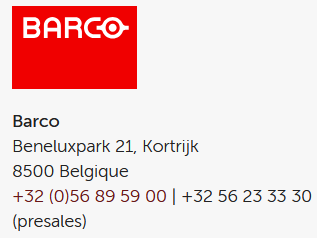 BARCO
Barco
Beneluxpark 21, Kortrijk
8500 Belgique
+32 (0)56 89 59 00 | +32 56 23 33 30
(presales)